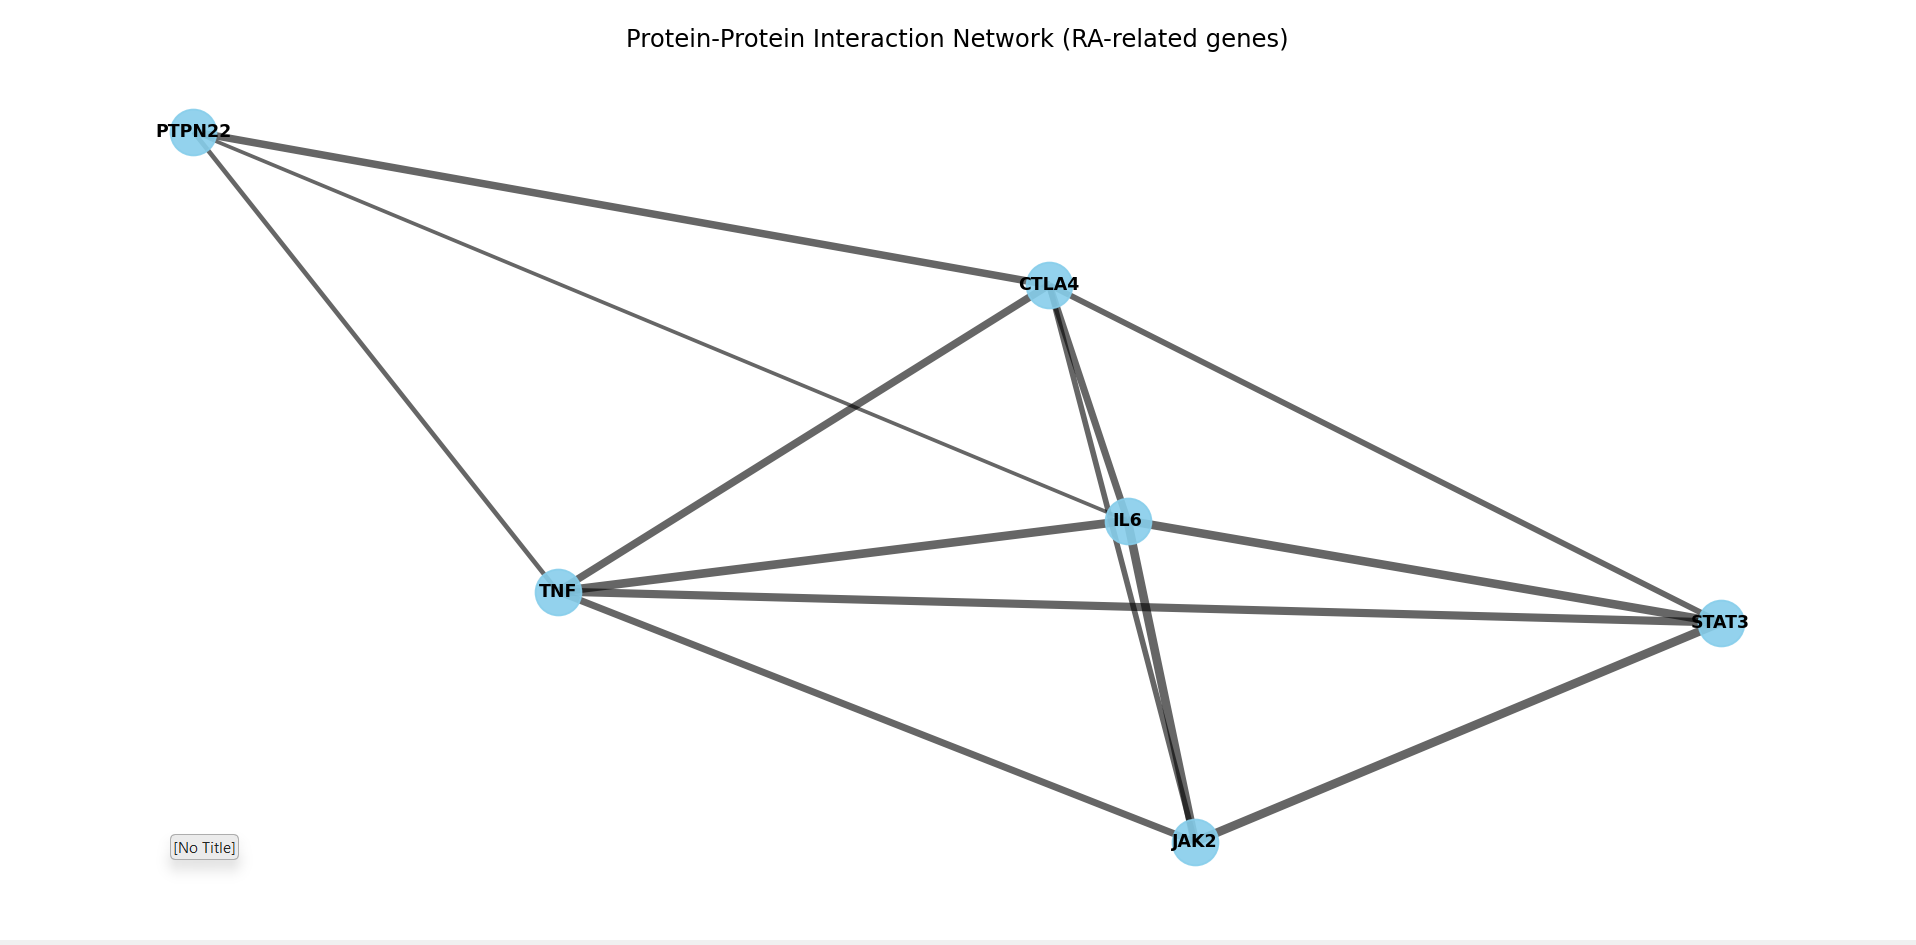 Protein-Protein Interaction Network (RA-related genes)
PTPN22
CTLA4
IL6
TNF
STAT3
JAK2
[No Title]